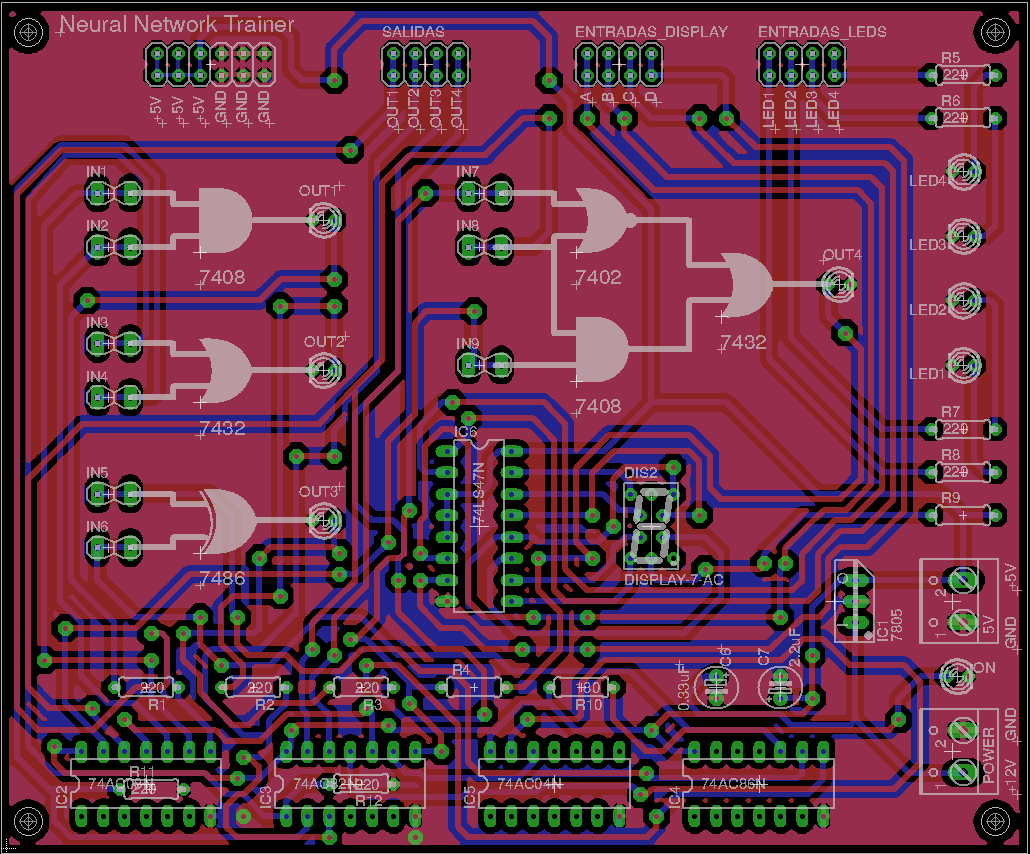 Neural Network Trainer
SALIDAS
ENTRADAS_DISPLAY
ENTRADAS_LEDS
+5V
+5V
+5V
GND
GND
GND
OUT1
OUT2
OUT3
OUT4
A
B
C
D
LED1
LED2
LED3
LED4
R5
220
R6
220
IN1
IN2
7408
OUT1
IN7
IN8
7402
OUT4
7432
LED4
LED3
LED2
LED1
IN3
IN4
7432
OUT2
IN9
7408
R7
220
R8
220
R9
IN5
IN6
7486
OUT3
IC6
74LS47N
DIS2
DISPLAY-7-AC
IC1
7805
+5V
2
5V
1
GND
ON
220
R1
220
R2
220
R3
R4
R10
0.33uF
C6
C7
2.2uF
GND
2
POWER
1
+12V
IC2
R11
220
IC3
220
R12
IC5
74AC04N
IC4
74AC86N